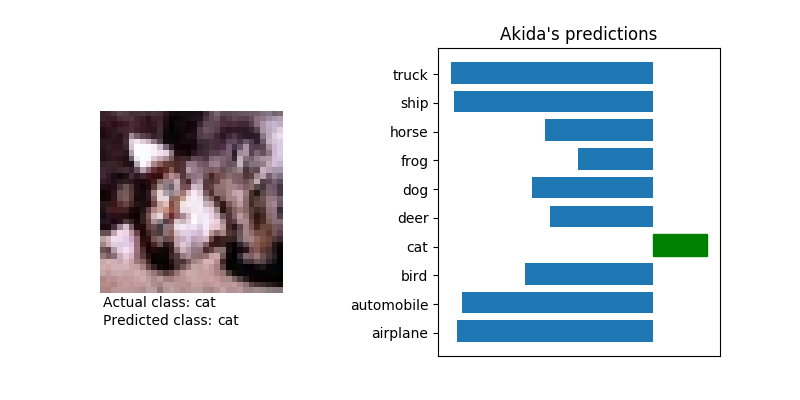 Akida's predictions
truck
ship
horse
frog
dog
deer
cat
bird
automobile
airplane
Actual class: cat
Predicted class: cat